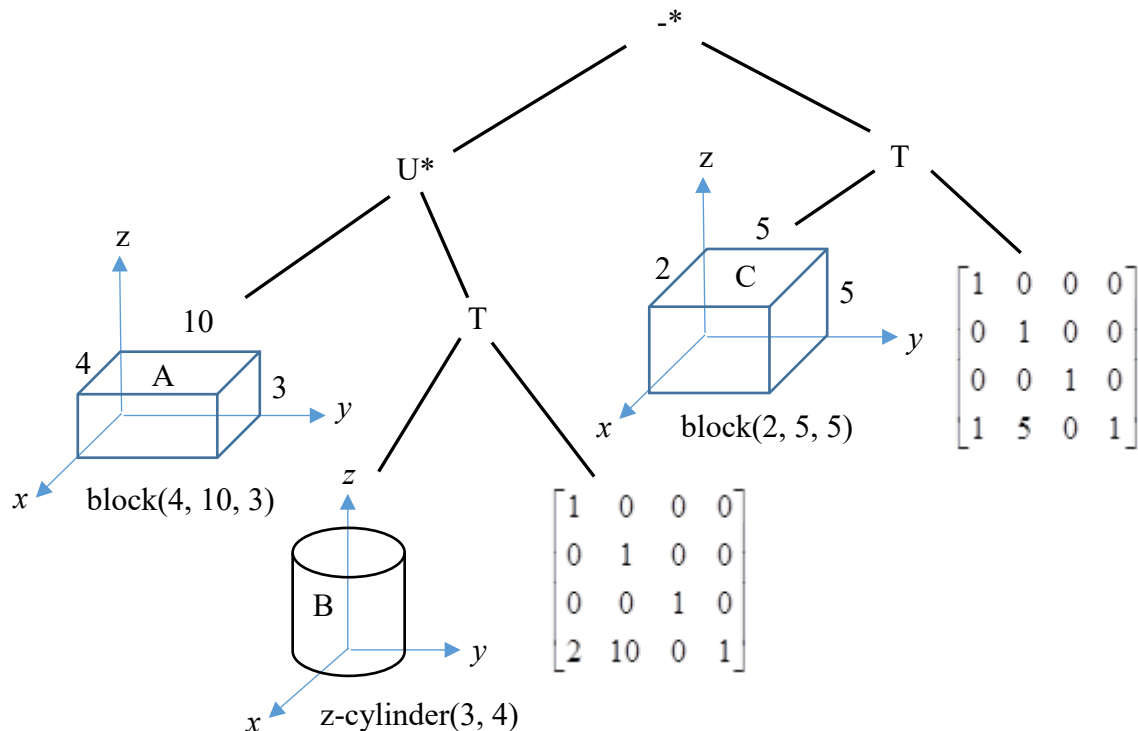 -*
U*
T
z
5
2
C
5
y
x
block(2, 5, 5)
1 0 0 0
0 1 0 0
0 0 1 0
1 5 0 1
z
10
4
A
3
y
x
block(4, 10, 3)
T
z
B
y
x
z-cylinder(3, 4)
1 0 0 0
0 1 0 0
0 0 1 0
2 10 0 1